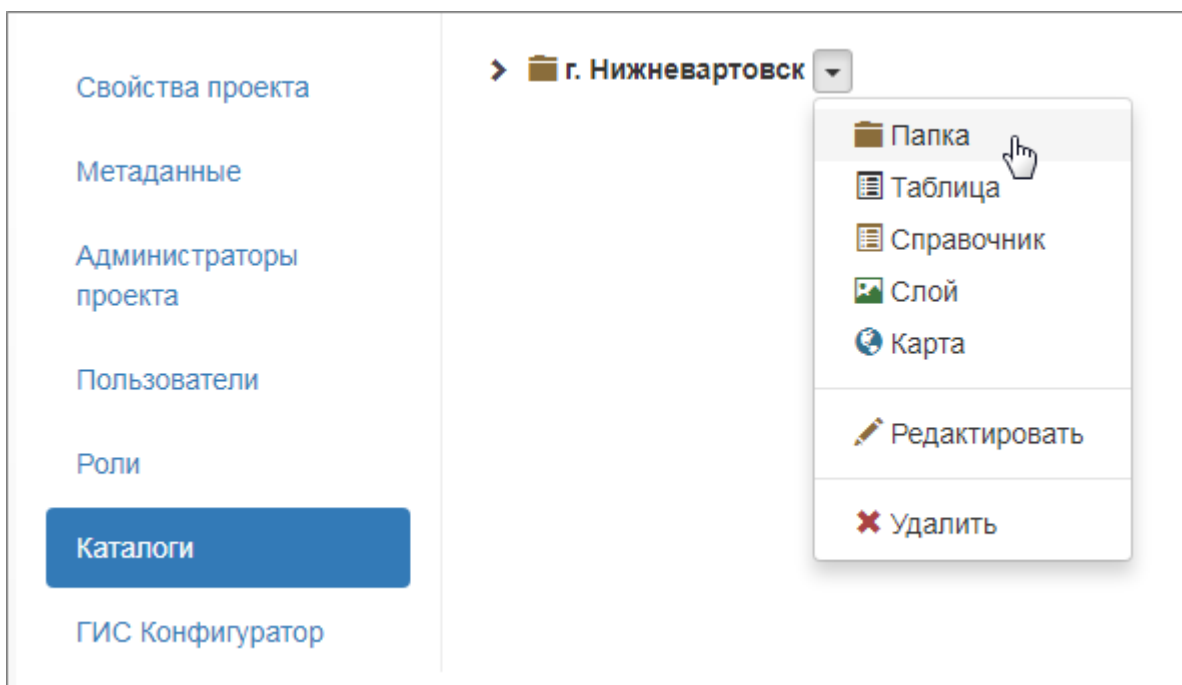 Свойства проекта
Метаданные
Администраторы
проекта
Пользователи
Роли
Каталоги
ГИС Конфигуратор
г. Нижневартовск
Папка
Таблица
Справочник
Слой
Карта
Редактировать
Удалить